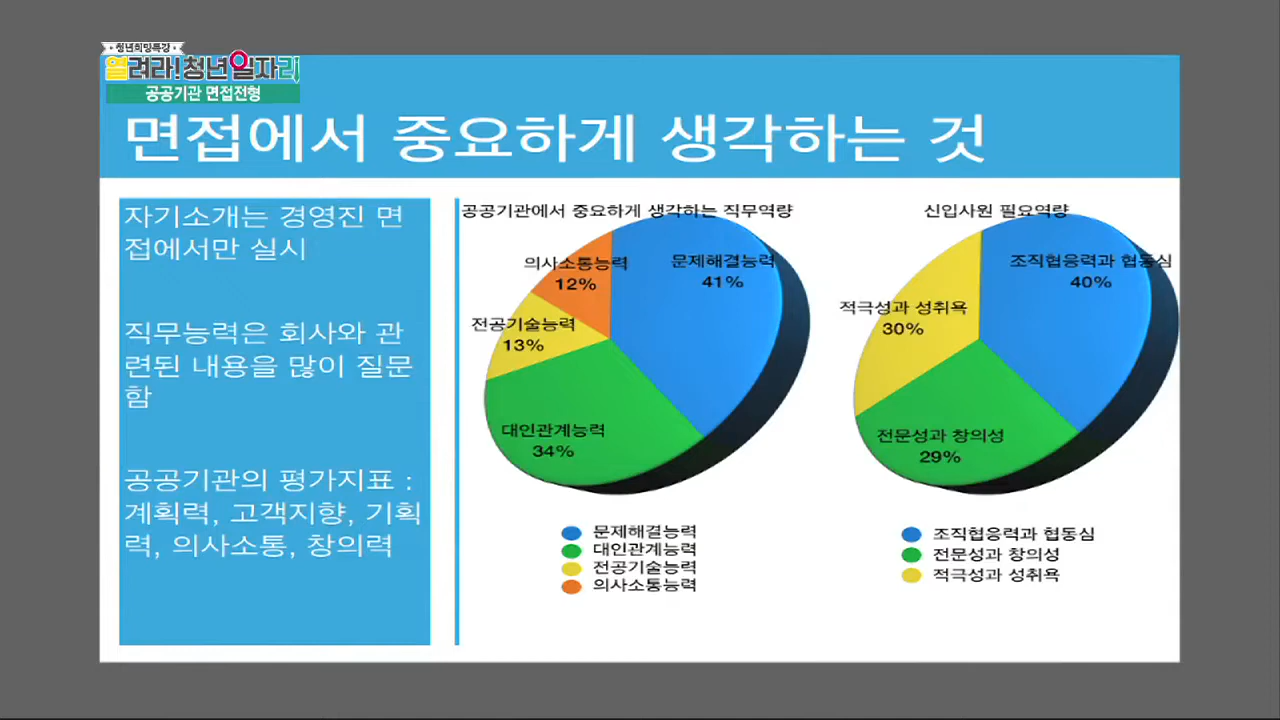 청년희망특강
열려라!청년일자리
공공기관 면접전형
면접에서 중요하게 생각하는 것
자기소개는 경영진 면
접에서만 실시
직무능력은 회사와 관
련된 내용을 많이 질문
함
공공기관의 평가지표 :
계획력, 고객지향, 기획
력, 의사소통, 창의력
공공기관에서 중요하게 생각하는 직무역량
의사소통능력
12%
문제해결능력
41%
전공기술능력
13%
대인관계능력
34%
문제해결능력
대인관계능력
전공기술능력
의사소통능력
신입사원 필요역량
조직협응력과 협동심
40%
적극성과 성취욕
30%
전문성과 창의성
29%
조직협응력과 협동심
전문성과 창의성
적극성과 성취욕